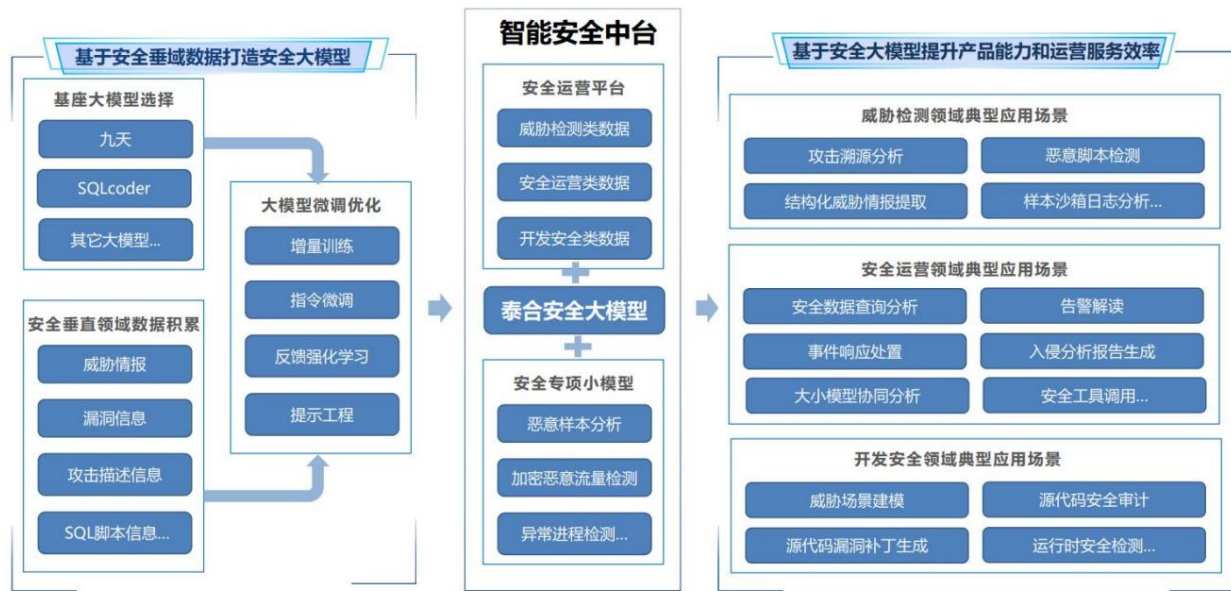 基于安全垂域数据打造安全大模型
基座大模型选择
九天
SQLcoder
其它大模型...
安全垂直领域数据积累
威胁情报
漏洞信息
攻击描述信息
SQL脚本信息...
大模型微调优化
增量训练
指令微调
反馈强化学习
提示工程
智能安全中台
安全运营平台
威胁检测类数据
安全运营类数据
开发安全类数据
泰合安全大模型
安全专项小模型
恶意样本分析
加密恶意流量检测
异常进程检测...
基于安全大模型提升产品能力和运营服务效率
威胁检测领域典型应用场景
攻击溯源分析
恶意脚本检测
结构化威胁情报提取
样本沙箱日志分析...
安全运营领域典型应用场景
安全数据查询分析
告警解读
事件响应处置
入侵分析报告生成
大小模型协同分析
安全工具调用...
开发安全领域典型应用场景
威胁场景建模
源代码安全审计
源代码漏洞补丁生成
运行时安全检测...